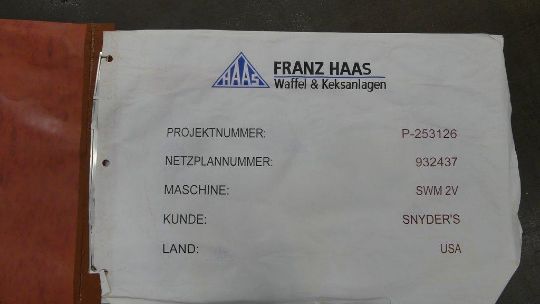 HAAS
FRANZ HAAS
Waffel & Keksanlagen
PROJEKTNUMMER: P-253126
NETZPLANNUMMER: 932437
MASCHINE: SWM 2V
KUNDE: SNYDER'S
LAND: USA